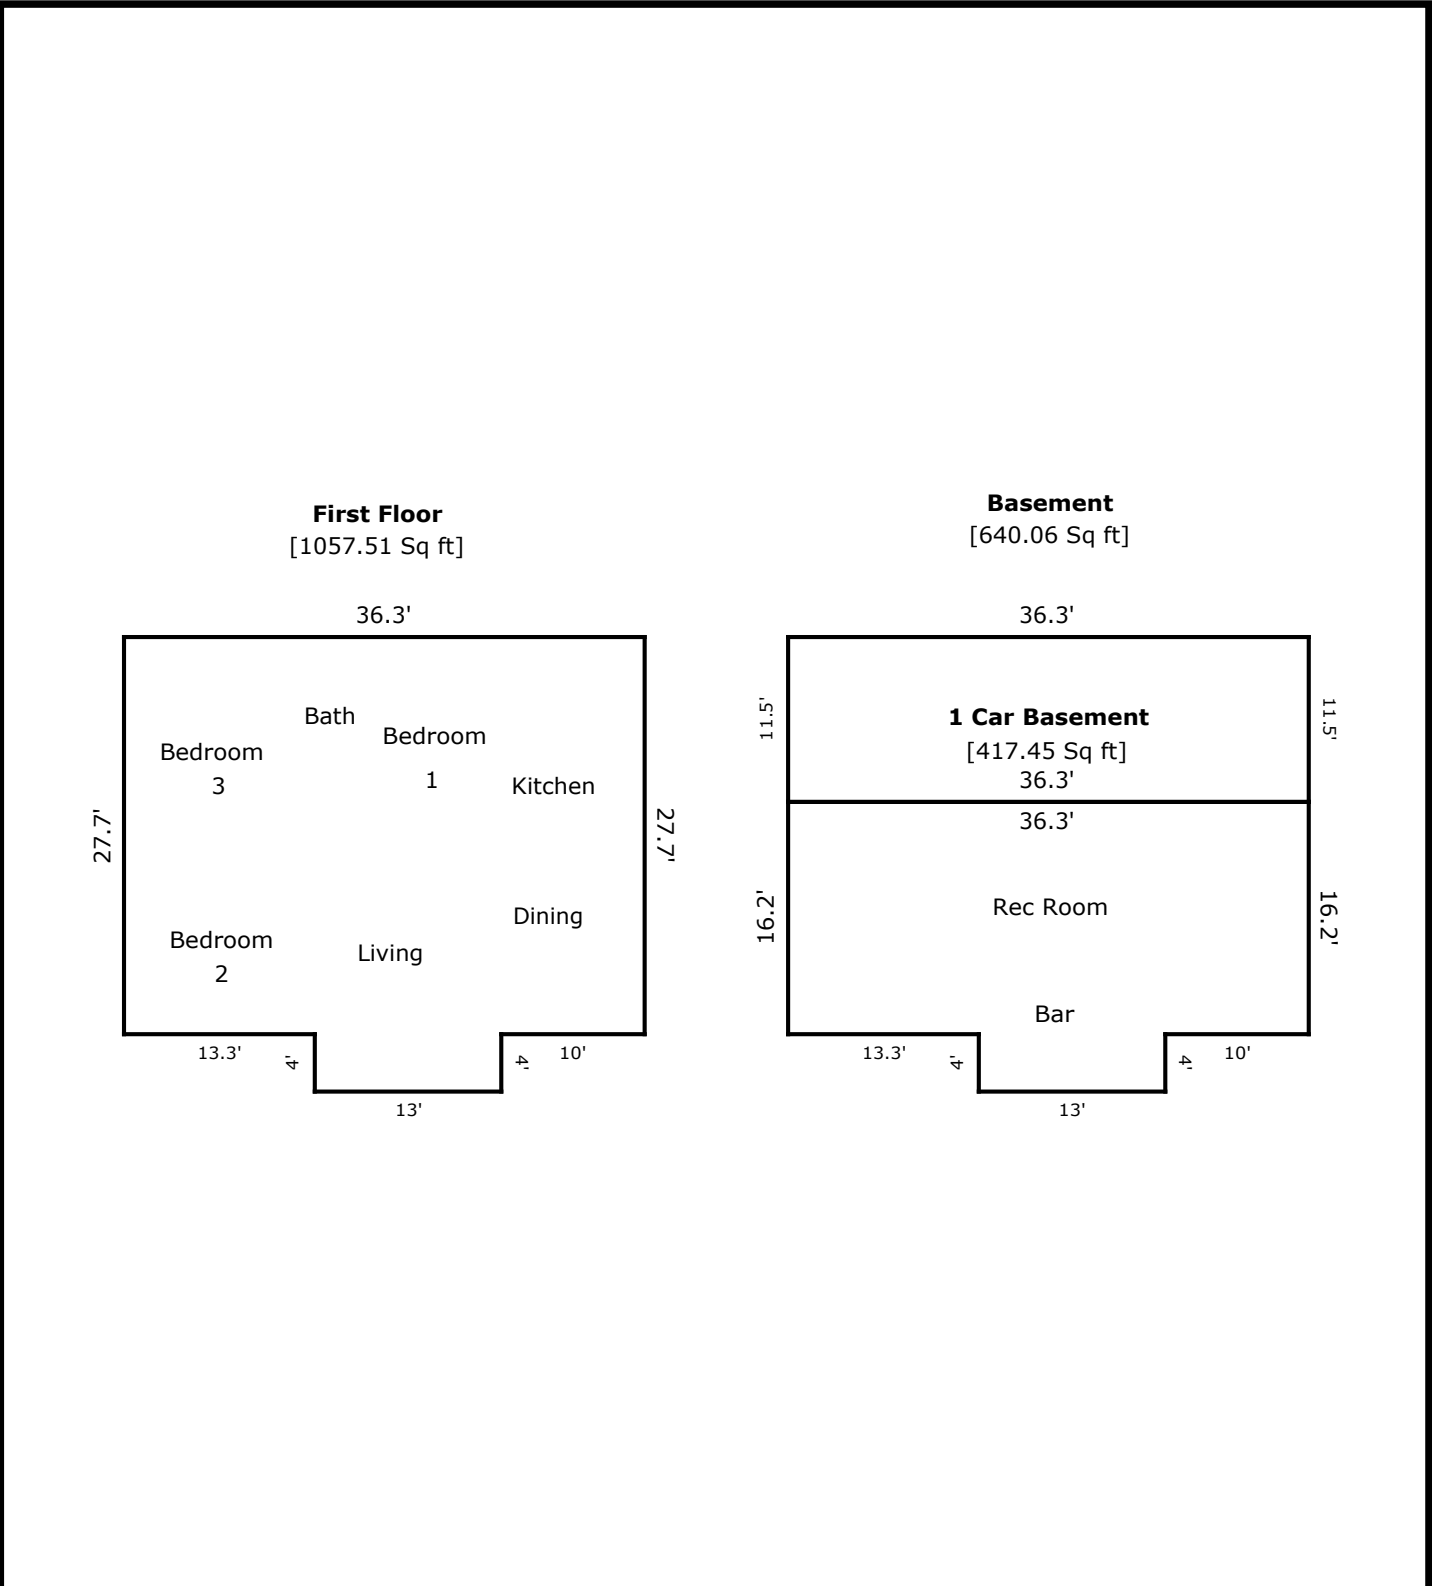 First Floor
[1057.51 Sq ft]
36.3'
Bath
Bedroom
1
Bedroom
3
Kitchen
27.7'
27.7'
Dining
Bedroom
2
Living
13.3'
4'
4'
10'
13'
Basement
[640.06 Sq ft]
36.3'
11.5'
11.5'
1 Car Basement
[417.45 Sq ft]
36.3'
36.3'
16.2'
16.2'
Rec Room
Bar
13.3'
4'
4'
10'
13'